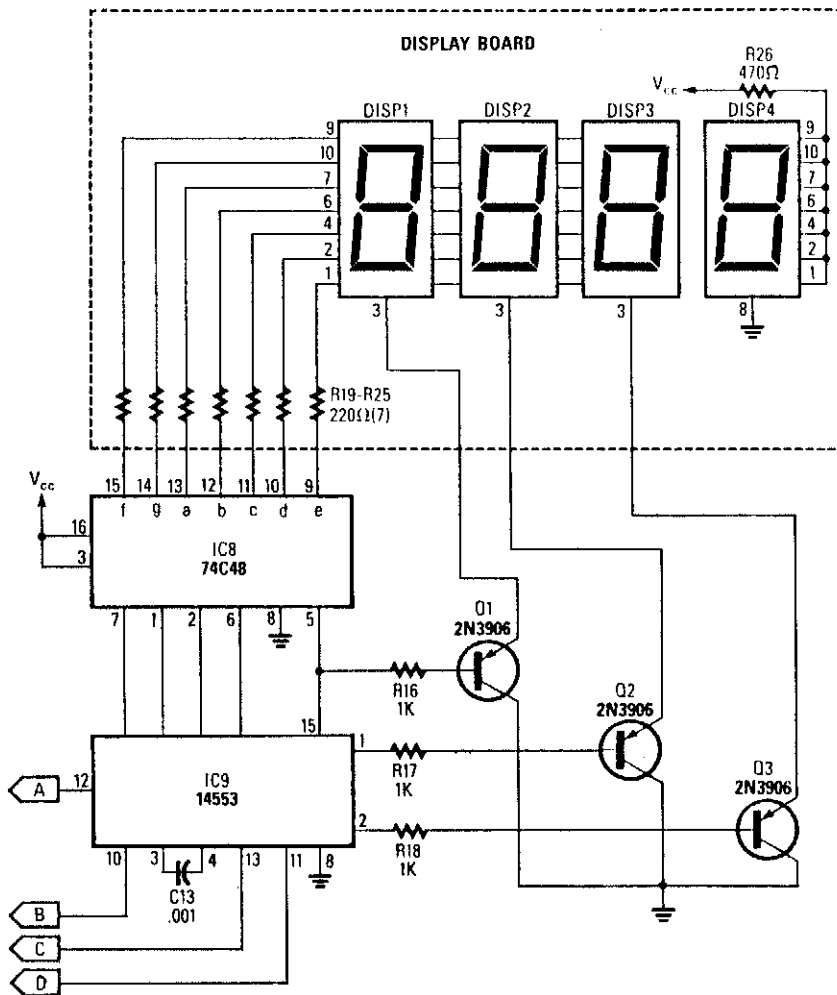 DISPLAY BOARD
R26
470Ω
Vcc
DISP1
DISP2
DISP3
DISP4
9
10
7
6
4
2
1
9
10
7
6
4
2
1
3
3
3
8
R19-R25
220Ω(7)
Vcc
15 14 13 12 11 10 9
f g a b c d e
16
3
IC8
74C48
7 1 2 6 8 5
Q1
2N3906
R16
1K
Q2
2N3906
15
1
R17
1K
Q3
2N3906
A
12
IC9
14553
2
R18
1K
10 3 4 13 11 8
C13
.001
B
C
D